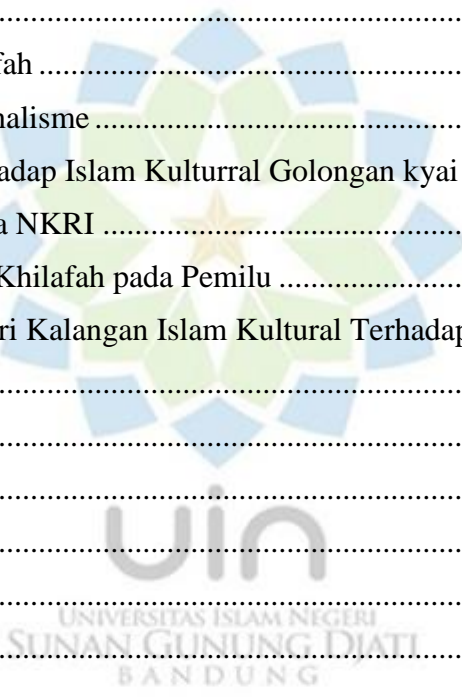 ....................................................
fah ....................................................
nalisme ..............................................
adap Islam Kulturral Golongan kyai
a NKRI .............................................
Khilafah pada Pemilu .........................
ri Kalangan Islam Kultural Terhadap
....................................................
....................................................
....................................................
....................................................
....................................................
....................................................
uin
UNIVERSITAS ISLAM NEGERI
SUNAN GUNUNG DJATI
BANDUNG